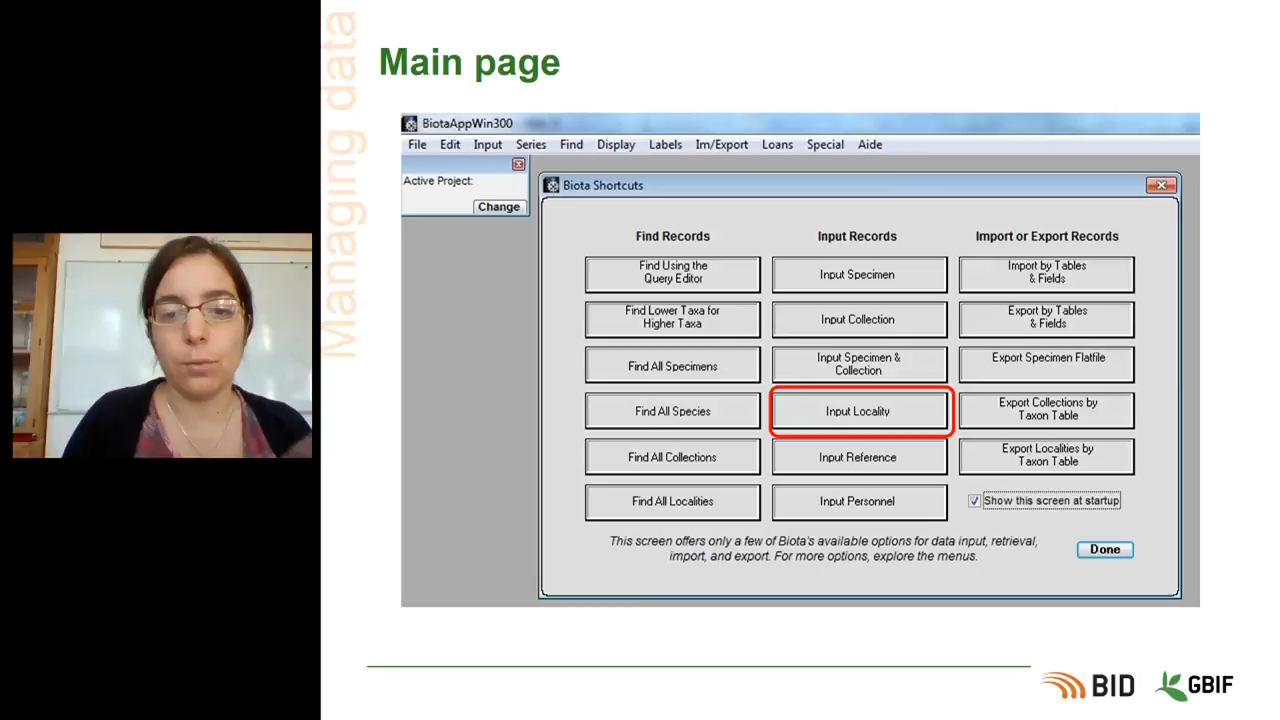 Managing data
Main page
BiotaAppWin300
File Edit Input Series Find Display Labels Im/Export Loans Special Aide
Active Project:
Change
Biota Shortcuts
Find Records
Find Using the
Query Editor
Find Lower Taxa for
Higher Taxa
Find All Specimens
Find All Species
Find All Collections
Find All Localities
Input Records
Input Specimen
Input Collection
Input Specimen &
Collection
Input Locality
Input Reference
Input Personnel
Import or Export Records
Import by Tables
& Fields
Export by Tables
& Fields
Export Specimen Flatfile
Export Collections by
Taxon Table
Export Localities by
Taxon Table
Show this screen at startup
This screen offers only a few of Biota's available options for data input, retrieval,
import, and export. For more options, explore the menus.
Done
BID
GBIF